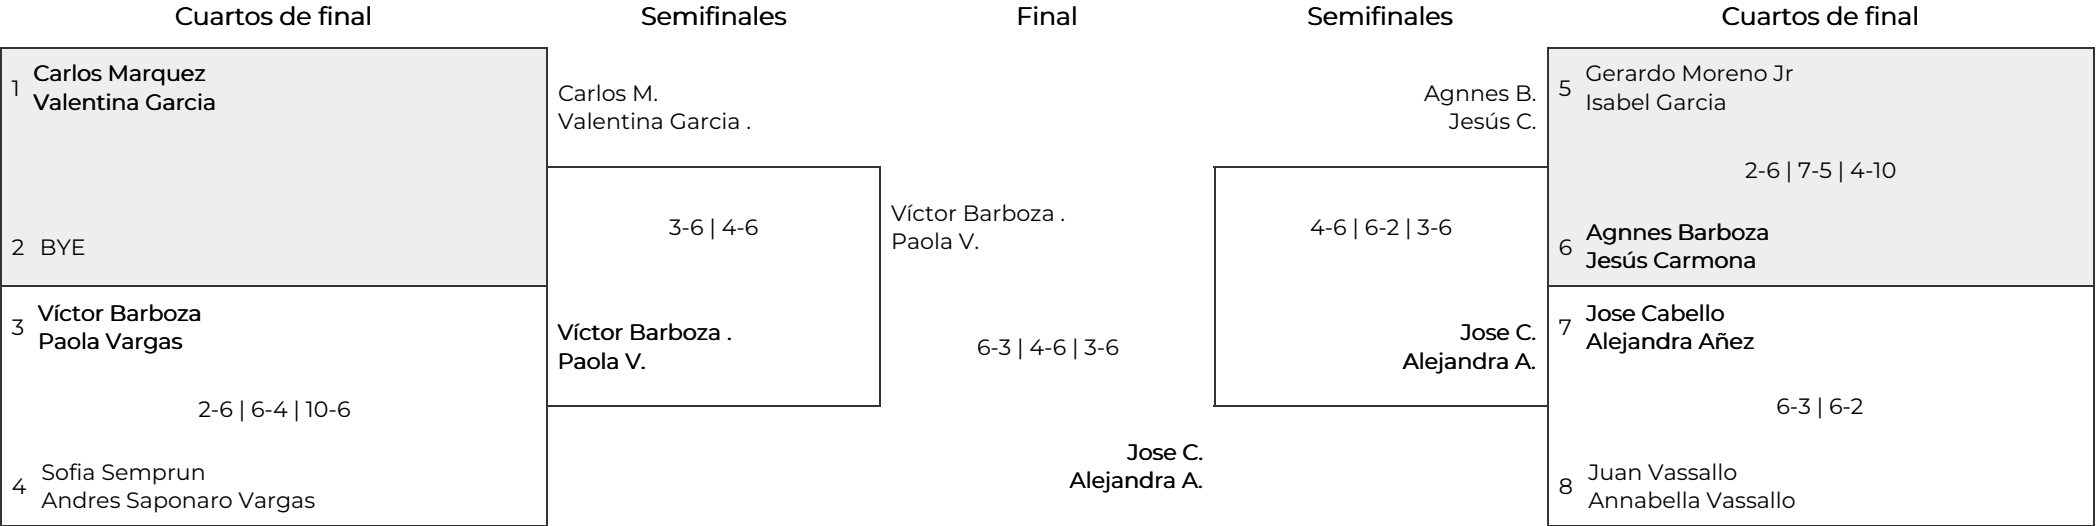 Cuartos de final
Semifinales
Final
Semifinales
Cuartos de final
1
Carlos Marquez
Valentina Garcia
2 BYE
3
Víctor Barboza
Paola Vargas
2-6 | 6-4 | 10-6
4
Sofia Semprun
Andres Saponaro Vargas
Carlos M.
Valentina Garcia .
3-6 | 4-6
Víctor Barboza .
Paola V.
Víctor Barboza .
Paola V.
6-3 | 4-6 | 3-6
Jose C.
Alejandra A.
Agnnes B.
Jesús C.
4-6 | 6-2 | 3-6
Jose C.
Alejandra A.
5
Gerardo Moreno Jr
Isabel Garcia
2-6 | 7-5 | 4-10
6
Agnnes Barboza
Jesús Carmona
7
Jose Cabello
Alejandra Añez
6-3 | 6-2
8
Juan Vassallo
Annabella Vassallo